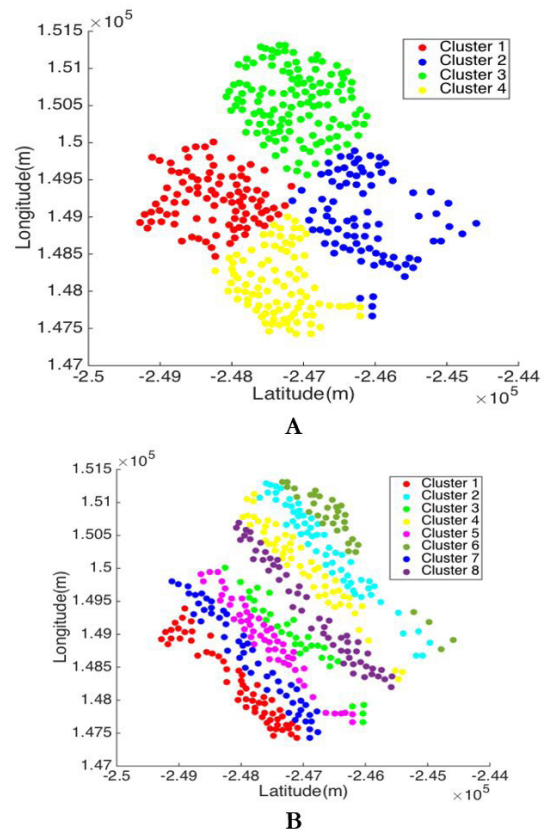 ×10⁵
1.515
1.51
1.505
1.5
1.495
1.49
1.485
1.48
1.475
1.47
Longitude(m)
Cluster 1
Cluster 2
Cluster 3
Cluster 4
-2.5 -2.49 -2.48 -2.47 -2.46 -2.45 -2.44
Latitude(m)
×10⁵
A
×10⁵
1.515
1.51
1.505
1.5
1.495
1.49
1.485
1.48
1.475
1.47
Longitude(m)
Cluster 1
Cluster 2
Cluster 3
Cluster 4
Cluster 5
Cluster 6
Cluster 7
Cluster 8
-2.5 -2.49 -2.48 -2.47 -2.46 -2.45 -2.44
Latitude(m)
×10⁵
B